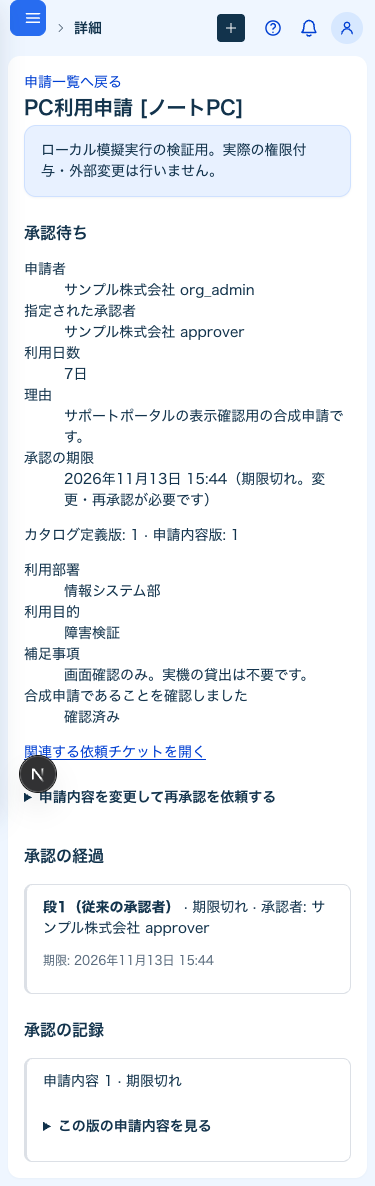 詳細
申請一覧へ戻る
PC利用申請 [ノートPC]
ローカル模擬実行の検証用。実際の権限付
与・外部変更は行いません。
承認待ち
申請者
サンプル株式会社 org_admin
指定された承認者
サンプル株式会社 approver
利用日数
7日
理由
サポートポータルの表示確認用の合成申請で
す。
承認の期限
2026年11月13日 15:44（期限切れ。変
更・再承認が必要です）
カタログ定義版: 1 · 申請内容版: 1
利用部署
情報システム部
利用目的
障害検証
補足事項
画面確認のみ。実機の貸出は不要です。
合成申請であることを確認しました
確認済み
関連する依頼チケットを開く
N
申請内容を変更して再承認を依頼する
承認の経過
段1（従来の承認者） · 期限切れ · 承認者: サ
ンプル株式会社 approver
期限: 2026年11月13日 15:44
承認の記録
申請内容 1 · 期限切れ
この版の申請内容を見る